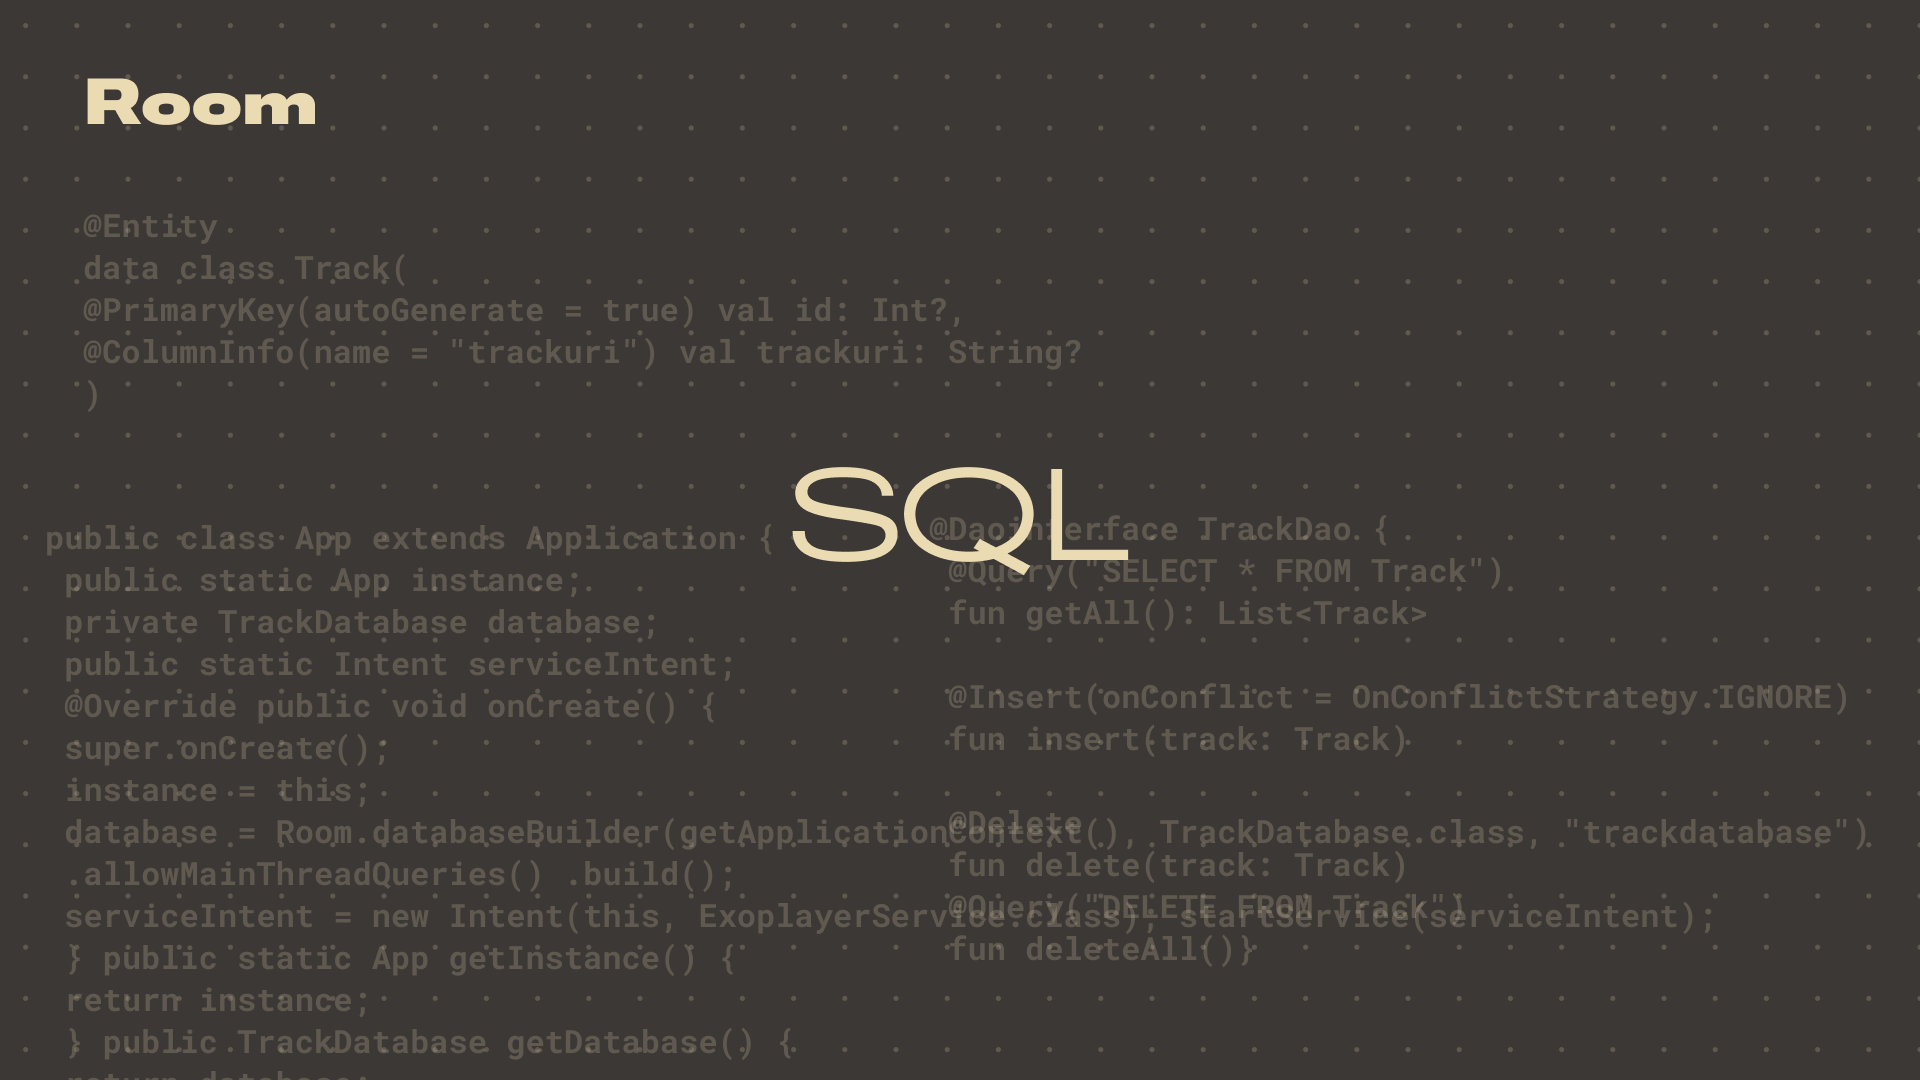 Room
@Entity
data class Track(
@PrimaryKey(autoGenerate = true) val id: Int?,
@ColumnInfo(name = "trackuri") val trackuri: String?
)
SQL
public class App extends Application {
public static App instance;
private TrackDatabase database;
public static Intent serviceIntent;
@Override public void onCreate() {
super.onCreate();
instance = this;
database = Room.databaseBuilder(getApplicationContext(), TrackDatabase.class, "trackdatabase")
.allowMainThreadQueries() .build();
serviceIntent = new Intent(this, ExoplayerService.class); startService(serviceIntent);
} public static App getInstance() {
return instance;
} public TrackDatabase getDatabase() {
return database;
@Daointerface TrackDao {
@Query("SELECT * FROM Track")
fun getAll(): List<Track>
@Insert(onConflict = OnConflictStrategy.IGNORE)
fun insert(track: Track)
@Delete
fun delete(track: Track)
@Query("DELETE FROM Track")
fun deleteAll()}